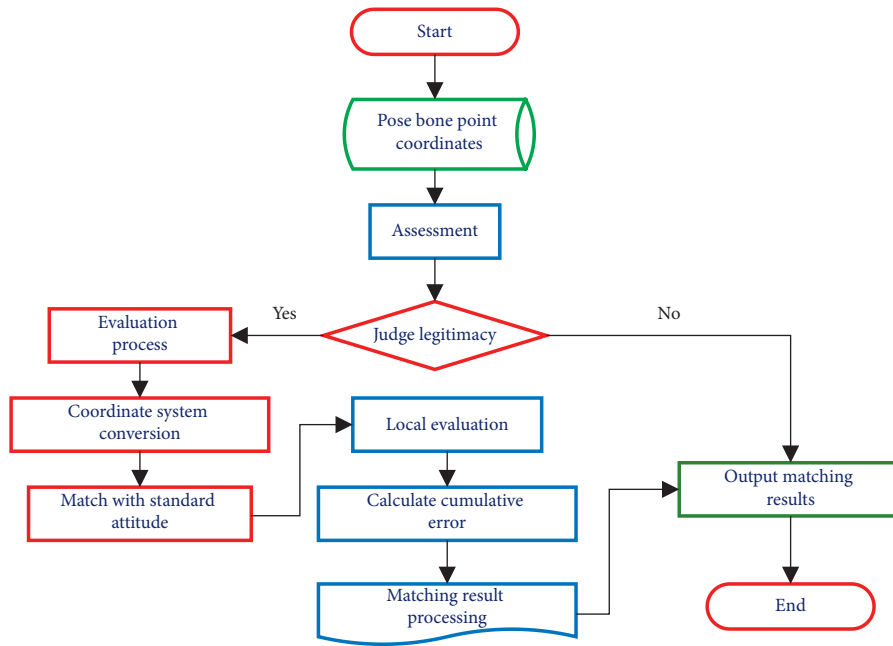 Start
Pose bone point
coordinates
Assessment
Judge legitimacy
Yes
No
Evaluation
process
Coordinate system
conversion
Match with standard
attitude
Local evaluation
Calculate cumulative
error
Matching result
processing
Output matching
results
End